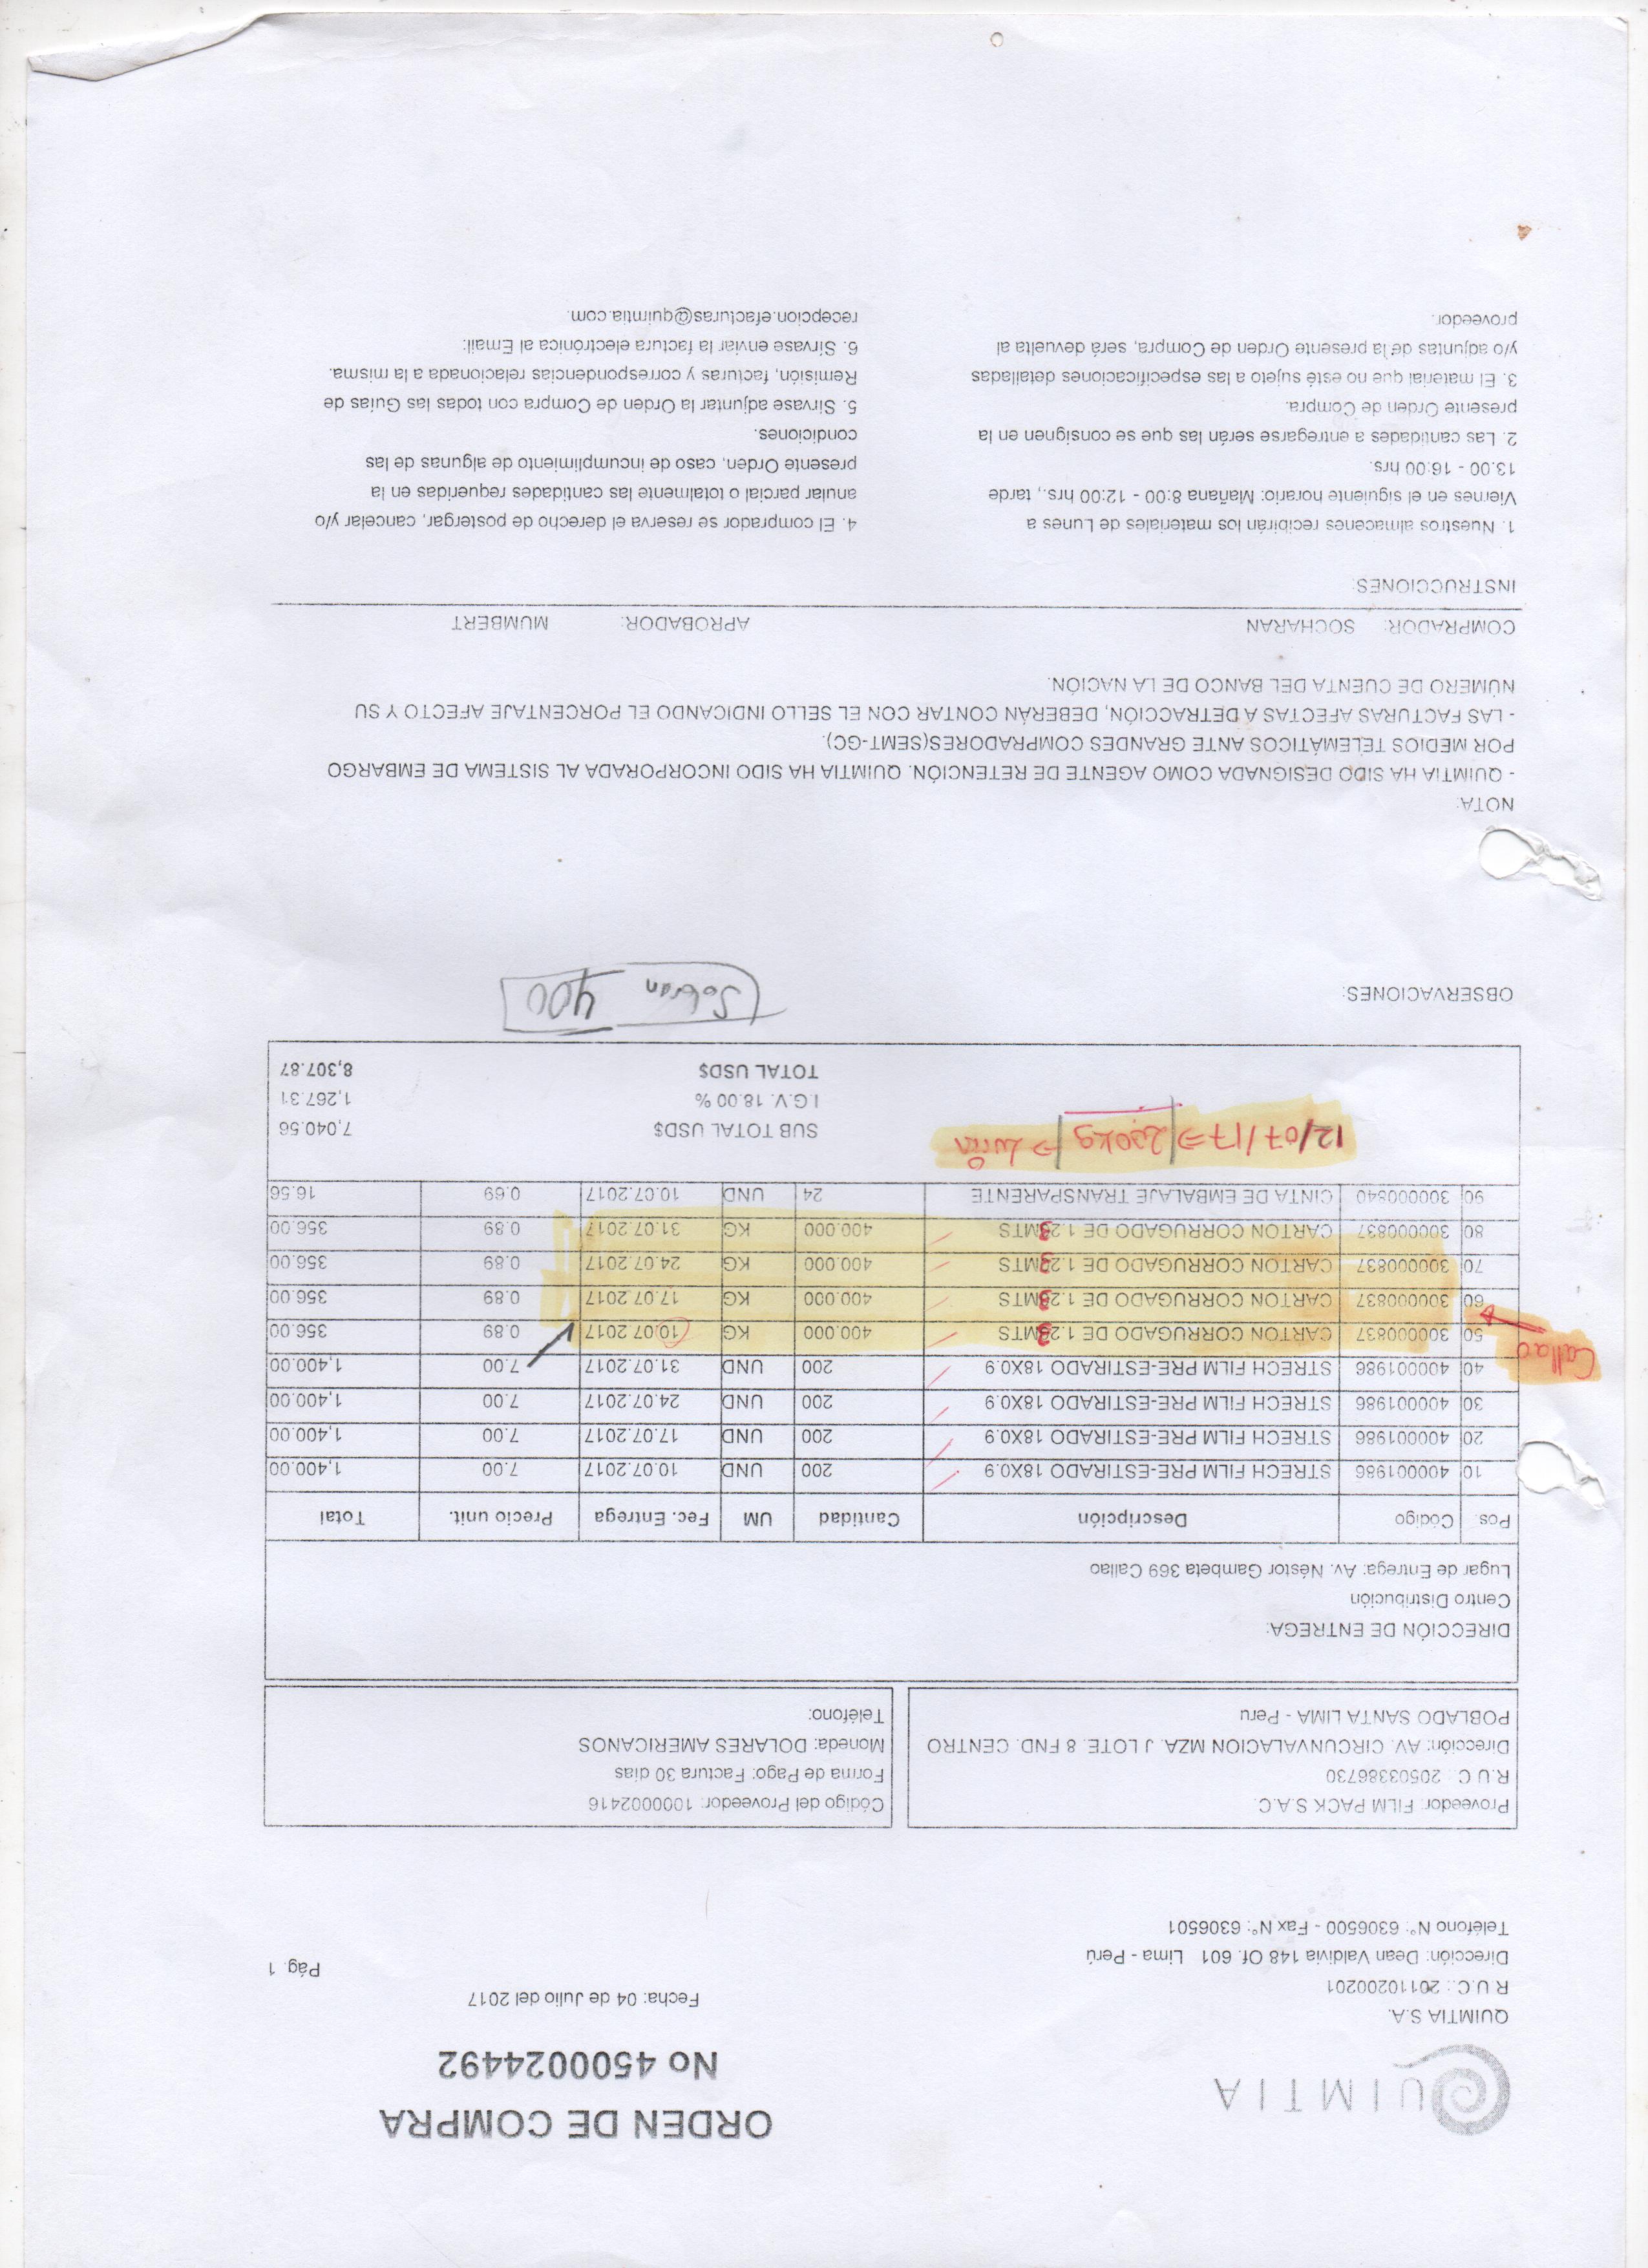 QUIMTIA
ORDEN DE COMPRA
No 4500024492
QUIMTIA S.A.
R.U.C.: 20110200201
Dirección: Dean Valdivia 148 Of. 601 Lima - Perú
Teléfono N°: 6306500 - Fax N°: 6306501
Fecha: 04 de Julio del 2017
Pág. 1
Proveedor: FILM PACK S.A.C.
R.U.C : 20503386730
Dirección: AV. CIRCUNVALACION MZA. J LOTE. 8 FND. CENTRO
POBLADO SANTA LIMA - Peru
Código del Proveedor: 1000002416
Forma de Pago: Factura 30 dias
Moneda: DOLARES AMERICANOS
Teléfono:
DIRECCIÓN DE ENTREGA:
Centro Distribución
Lugar de Entrega: Av. Néstor Gambeta 369 Callao
Pos. Código Descripción Cantidad UM Fec. Entrega Precio unit. Total
10 400001986 STRECH FILM PRE-ESTIRADO 18X0.9 200 UND 10.07.2017 7.00 1,400.00
20 400001986 STRECH FILM PRE-ESTIRADO 18X0.9 200 UND 17.07.2017 7.00 1,400.00
30 400001986 STRECH FILM PRE-ESTIRADO 18X0.9 200 UND 24.07.2017 7.00 1,400.00
40 400001986 STRECH FILM PRE-ESTIRADO 18X0.9 200 UND 31.07.2017 7.00 1,400.00
Callao
50 300000837 CARTON CORRUGADO DE 1.23MTS 400.000 KG 10.07.2017 0.89 356.00
60 300000837 CARTON CORRUGADO DE 1.23MTS 400.000 KG 17.07.2017 0.89 356.00
70 300000837 CARTON CORRUGADO DE 1.23MTS 400.000 KG 24.07.2017 0.89 356.00
80 300000837 CARTON CORRUGADO DE 1.23MTS 400.000 KG 31.07.2017 0.89 356.00
90 300000840 CINTA DE EMBALAJE TRANSPARENTE 24 UND 10.07.2017 0.69 16.56
12/07/17 ⇒ 200kg ⇒ Lurín
SUB TOTAL USD$ 7,040.56
I.G.V. 18.00 % 1,267.31
TOTAL USD$ 8,307.87
OBSERVACIONES:
Sobran 400
NOTA:
- QUIMTIA HA SIDO DESIGNADA COMO AGENTE DE RETENCIÓN. QUIMTIA HA SIDO INCORPORADA AL SISTEMA DE EMBARGO
POR MEDIOS TELEMÁTICOS ANTE GRANDES COMPRADORES(SEMT-GC).
- LAS FACTURAS AFECTAS A DETRACCIÓN, DEBERÁN CONTAR CON EL SELLO INDICANDO EL PORCENTAJE AFECTO Y SU
NÚMERO DE CUENTA DEL BANCO DE LA NACIÓN.
COMPRADOR: SOCHARAN APROBADOR: MUMBERT
INSTRUCCIONES:
1. Nuestros almacenes recibirán los materiales de Lunes a
Viernes en el siguiente horario: Mañana 8:00 - 12:00 hrs., tarde
13.00 - 16:00 hrs.
2. Las cantidades a entregarse serán las que se consignen en la
presente Orden de Compra.
3. El material que no esté sujeto a las especificaciones detalladas
y/o adjuntas de la presente Orden de Compra, será devuelta al
proveedor.
4. El comprador se reserva el derecho de postergar, cancelar y/o
anular parcial o totalmente las cantidades requeridas en la
presente Orden, caso de incumplimiento de algunas de las
condiciones.
5. Sirvase adjuntar la Orden de Compra con todas las Guías de
Remisión, facturas y correspondencias relacionada a la misma.
6. Sirvase enviar la factura electrónica al Email:
recepcion.efacturas@quimtia.com.